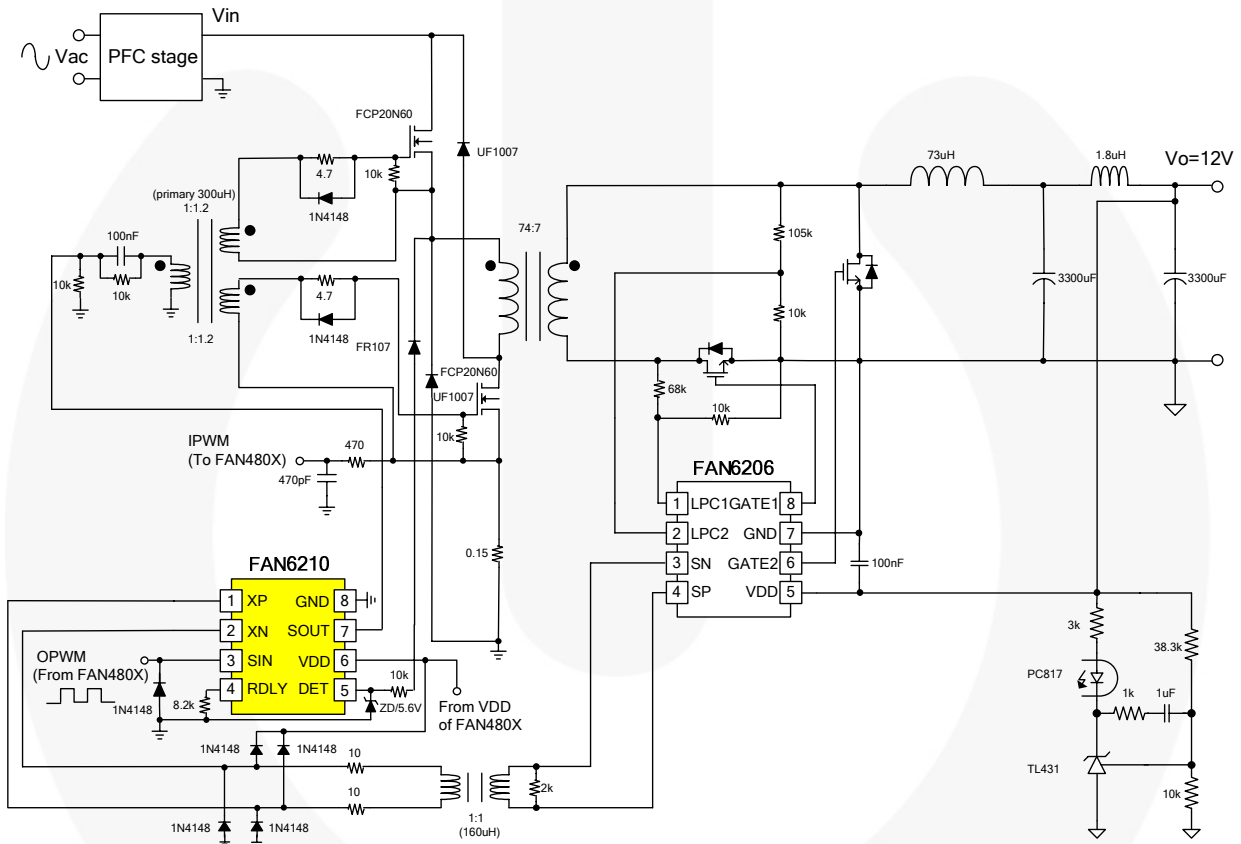 Vin
Vac
PFC stage
FCP20N60
UF1007
4.7
10k
1N4148
(primary 300uH)
1:1.2
100nF
10k
10k
4.7
1N4148
1:1.2
FR107
FCP20N60
UF1007
10k
74:7
105k
10k
73uH
1.8uH
Vo=12V
3300uF
3300uF
68k
10k
IPWM
(To FAN480X)
470
470pF
0.15
FAN6206
1 LPC1 GATE1 8
2 LPC2 GND 7
3 SN GATE2 6
4 SP VDD 5
100nF
FAN6210
1 XP GND 8
2 XN SOUT 7
3 SIN VDD 6
4 RDLY DET 5
OPWM
(From FAN480X)
1N4148
8.2k
10k
ZD/5.6V
From VDD
of FAN480X
1N4148
1N4148
10
10
1N4148
1N4148
1:1
(160uH)
2k
3k
38.3k
PC817
1k
1uF
TL431
10k